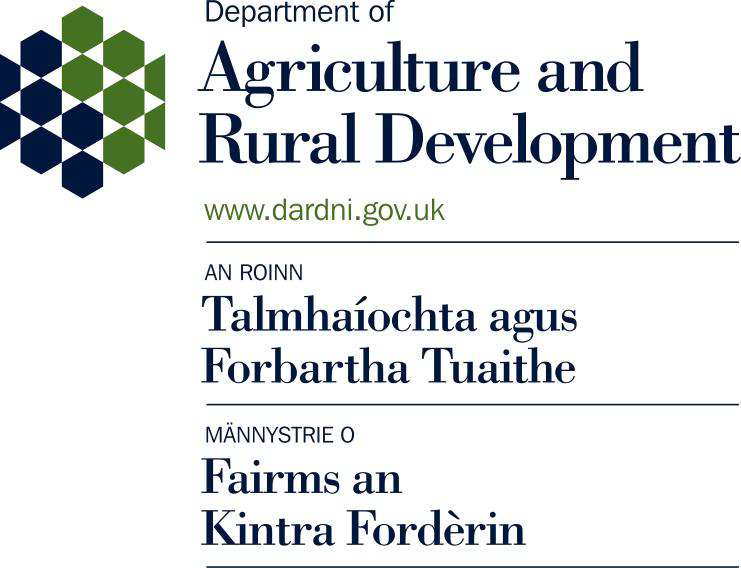 Department of
Agriculture and
Rural Development
www.dardni.gov.uk
AN ROINN
Talmhaíochta agus
Forbartha Tuaithe
MÄNNYSTRIE O
Fairms an
Kintra Fordèrin